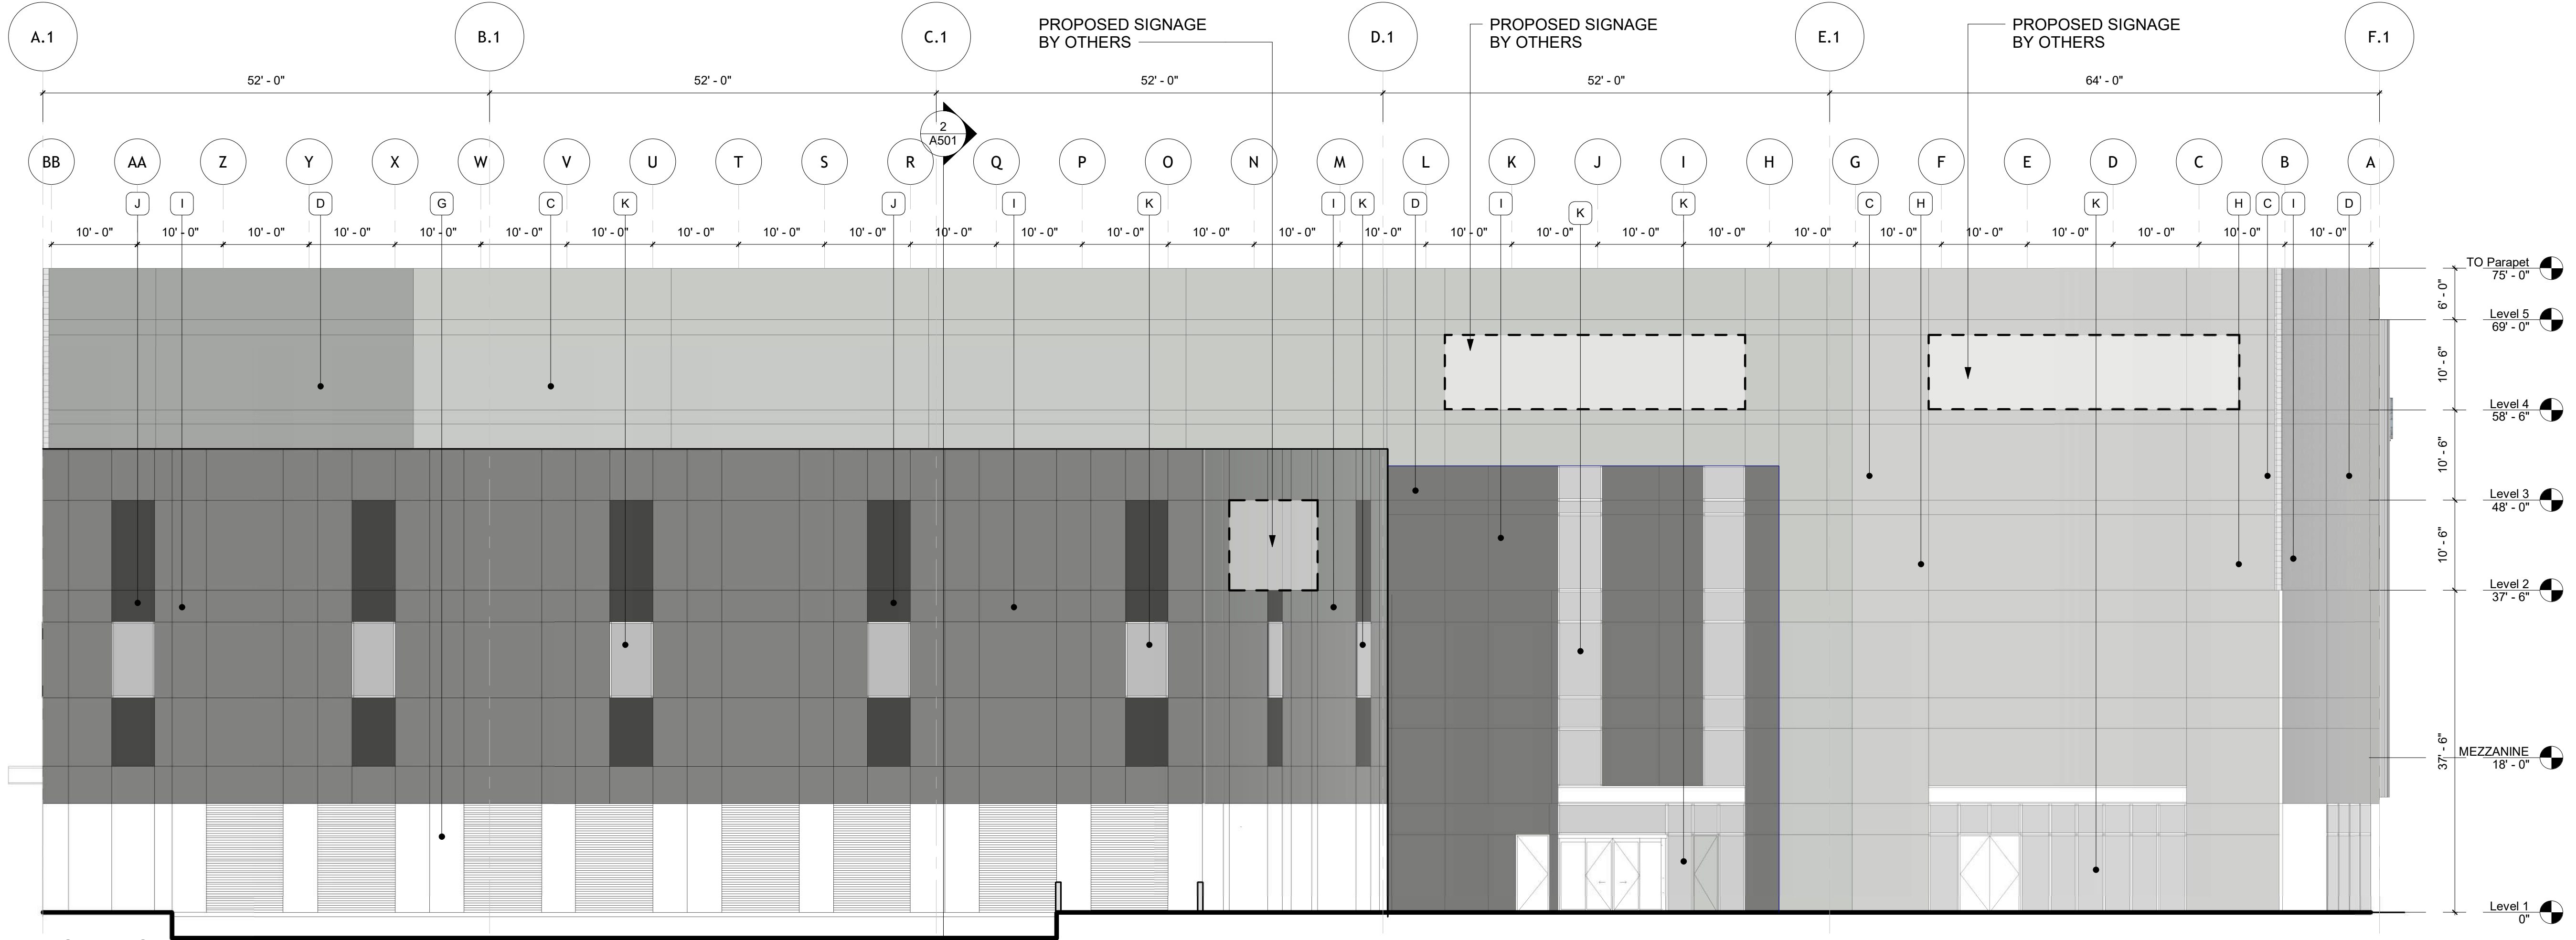 A.1
B.1
C.1
PROPOSED SIGNAGE
BY OTHERS
D.1
PROPOSED SIGNAGE
BY OTHERS
E.1
PROPOSED SIGNAGE
BY OTHERS
F.1
52' - 0" 52' - 0" 52' - 0" 52' - 0" 64' - 0"
2
A501
BB AA Z Y X W V U T S R Q P O N M L K J I H G F E D C B A
J I D G C K J I K I K D I K K C H K H C I D
10' - 0" 10' - 0" 10' - 0" 10' - 0" 10' - 0" 10' - 0" 10' - 0" 10' - 0" 10' - 0" 10' - 0" 10' - 0" 10' - 0" 10' - 0" 10' - 0" 10' - 0" 10' - 0" 10' - 0" 10' - 0" 10' - 0" 10' - 0" 10' - 0" 10' - 0" 10' - 0" 10' - 0" 10' - 0" 10' - 0" 10' - 0"
TO Parapet
75' - 0"
6' - 0"
Level 5
69' - 0"
10' - 6"
Level 4
58' - 6"
10' - 6"
Level 3
48' - 0"
10' - 6"
Level 2
37' - 6"
37' - 6"
MEZZANINE
18' - 0"
Level 1
0"